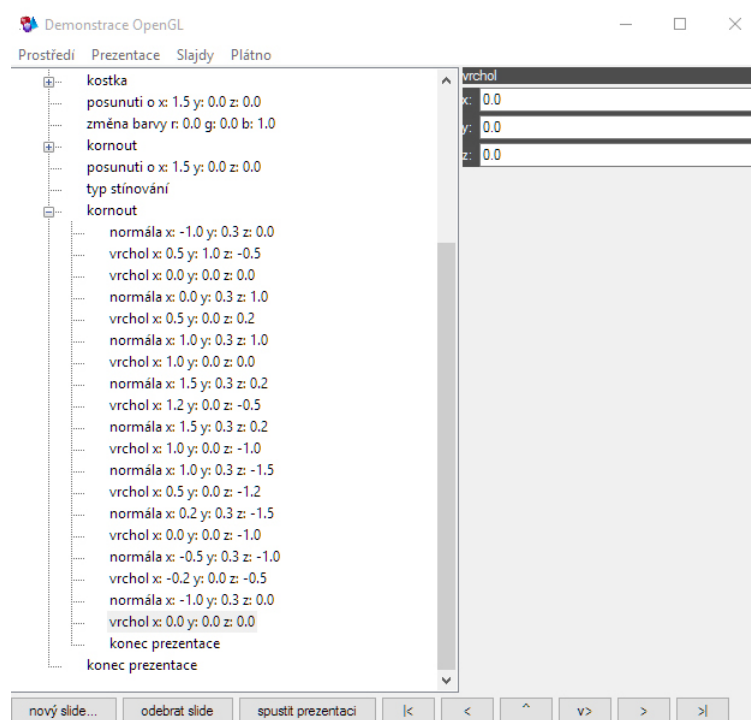 Demonstrace OpenGL
Prostředí Prezentace Slajdy Plátno
kostka
posunuti o x: 1.5 y: 0.0 z: 0.0
změna barvy r: 0.0 g: 0.0 b: 1.0
kornout
posunuti o x: 1.5 y: 0.0 z: 0.0
typ stínování
kornout
normála x: -1.0 y: 0.3 z: 0.0
vrchol x: 0.5 y: 1.0 z: -0.5
vrchol x: 0.0 y: 0.0 z: 0.0
normála x: 0.0 y: 0.3 z: 1.0
vrchol x: 0.5 y: 0.0 z: 0.2
normála x: 1.0 y: 0.3 z: 1.0
vrchol x: 1.0 y: 0.0 z: 0.0
normála x: 1.5 y: 0.3 z: 0.2
vrchol x: 1.2 y: 0.0 z: -0.5
normála x: 1.5 y: 0.3 z: 0.2
vrchol x: 1.0 y: 0.0 z: -1.0
normála x: 1.0 y: 0.3 z: -1.5
vrchol x: 0.5 y: 0.0 z: -1.2
normála x: 0.2 y: 0.3 z: -1.5
vrchol x: 0.0 y: 0.0 z: -1.0
normála x: -0.5 y: 0.3 z: -1.0
vrchol x: -0.2 y: 0.0 z: -0.5
normála x: -1.0 y: 0.3 z: 0.0
vrchol x: 0.0 y: 0.0 z: 0.0
konec prezentace
konec prezentace
vrchol
x: 0.0
y: 0.0
z: 0.0
nový slide... odebrat slide spustit prezentaci |< < ^ v> > >|